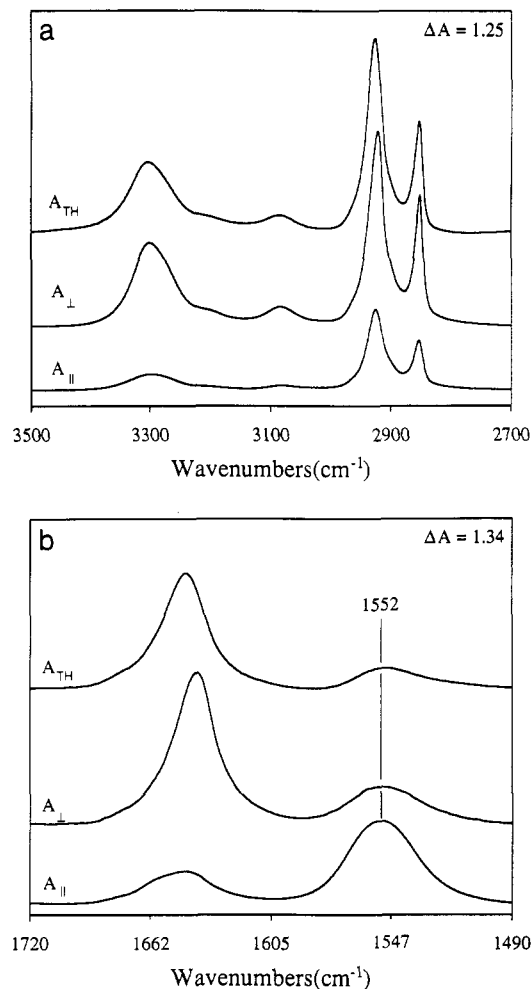 a
ΔA = 1.25
A_TH
A_⊥
A_||
3500 3300 3100 2900 2700
Wavenumbers(cm⁻¹)
b
ΔA = 1.34
1552
A_TH
A_⊥
A_||
1720 1662 1605 1547 1490
Wavenumbers(cm⁻¹)